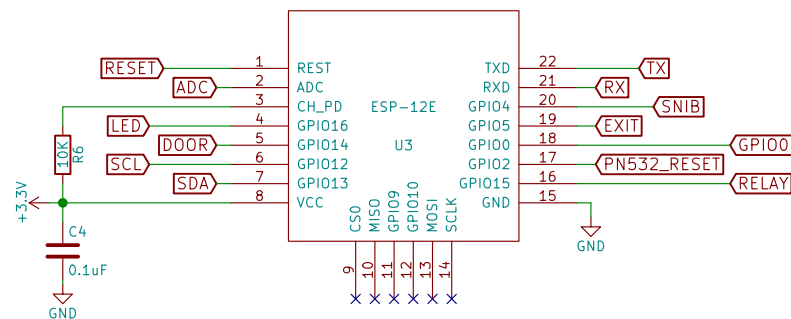 RESET 1 REST TXD 22 TX
ADC 2 ADC RXD 21 RX
3 CH_PD ESP-12E GPIO4 20 SNIB
LED 4 GPIO16 GPIO5 19 EXIT
DOOR 5 GPIO14 U3 GPIO0 18 GPIO0
10K R6
SCL 6 GPIO12 GPIO2 17 PN532_RESET
SDA 7 GPIO13 GPIO15 16 RELAY
+3.3V 8 VCC GND 15
CS0 MISO GPIO9 GPIO10 MOSI SCLK
C4
0.1uF
GND
9 10 11 12 13 14
GND